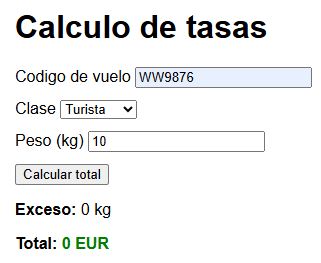 Calculo de tasas
Codigo de vuelo WW9876
Clase Turista
Peso (kg) 10
Calcular total
Exceso: 0 kg
Total: 0 EUR